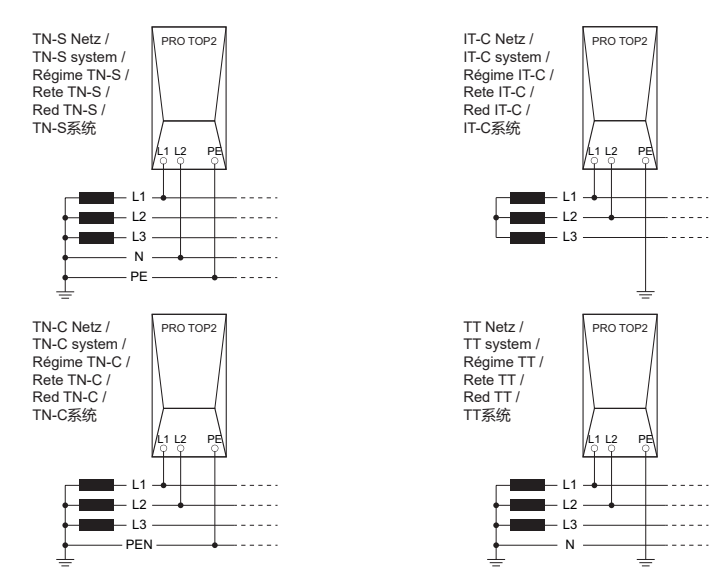 TN-S Netz /
TN-S system /
Régime TN-S /
Rete TN-S /
Red TN-S /
TN-S系统
PRO TOP2
L1 L2 PE
L1
L2
L3
N
PE
IT-C Netz /
IT-C system /
Régime IT-C /
Rete IT-C /
Red IT-C /
IT-C系统
PRO TOP2
L1 L2 PE
L1
L2
L3
TN-C Netz /
TN-C system /
Régime TN-C /
Rete TN-C /
Red TN-C /
TN-C系统
PRO TOP2
L1 L2 PE
L1
L2
L3
PEN
TT Netz /
TT system /
Régime TT /
Rete TT /
Red TT /
TT系统
PRO TOP2
L1 L2 PE
L1
L2
L3
N